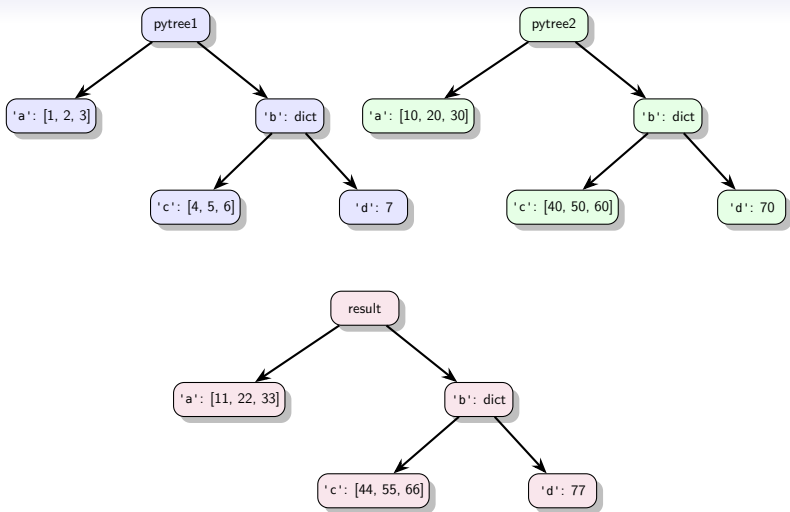 pytree1
pytree2
'a': [1, 2, 3]
'b': dict
'a': [10, 20, 30]
'b': dict
'c': [4, 5, 6]
'd': 7
'c': [40, 50, 60]
'd': 70
result
'a': [11, 22, 33]
'b': dict
'c': [44, 55, 66]
'd': 77